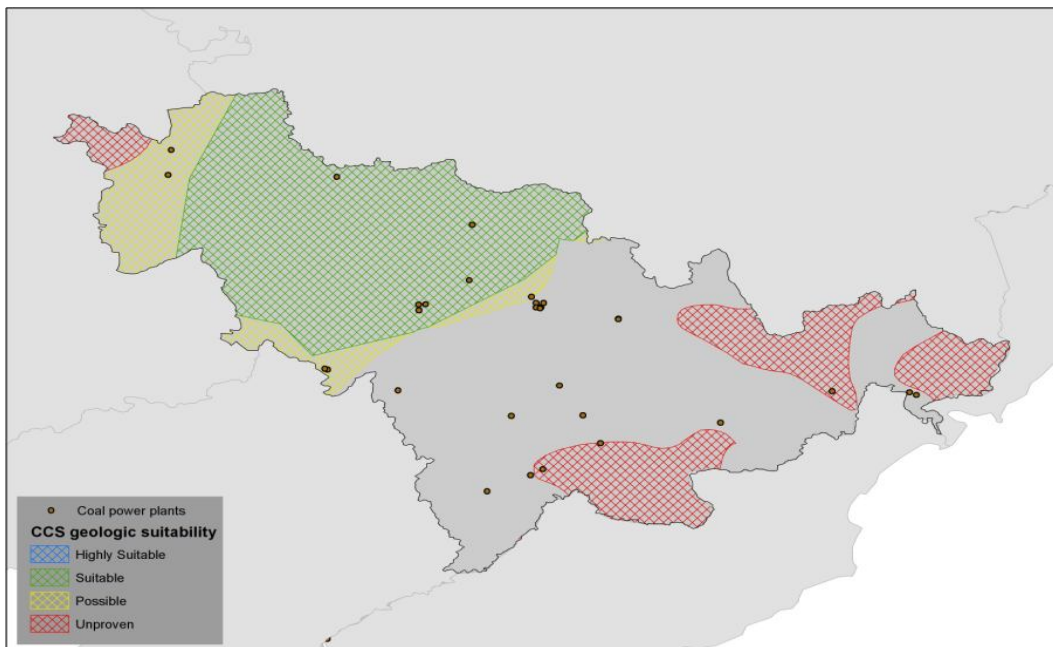 Coal power plants
CCS geologic suitability
Highly Suitable
Suitable
Possible
Unproven